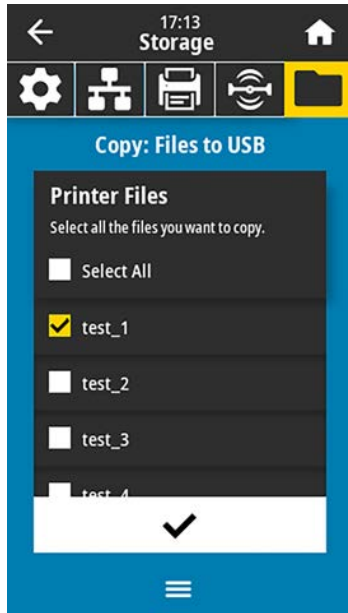 17:13
Storage
Copy: Files to USB
Printer Files
Select all the files you want to copy.
Select All
test_1
test_2
test_3
test_4